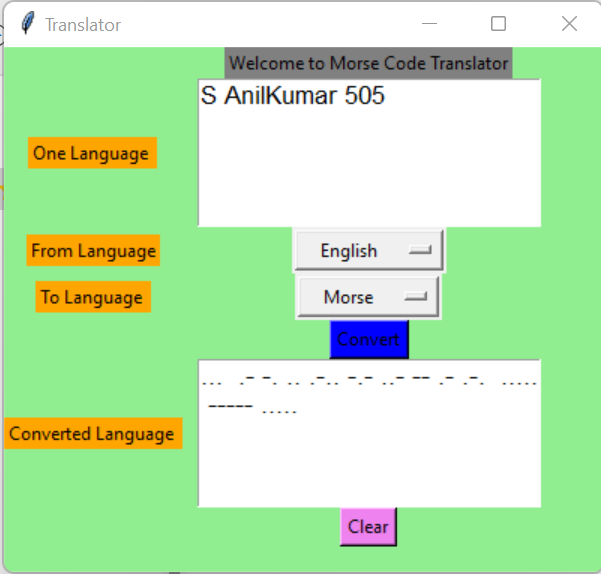 Translator
Welcome to Morse Code Translator
S AnilKumar 505
One Language
From Language
English
To Language
Morse
Convert
... .- -. .. .-.. -.- ..- -- .- .-. .....
----- .....
Converted Language
Clear